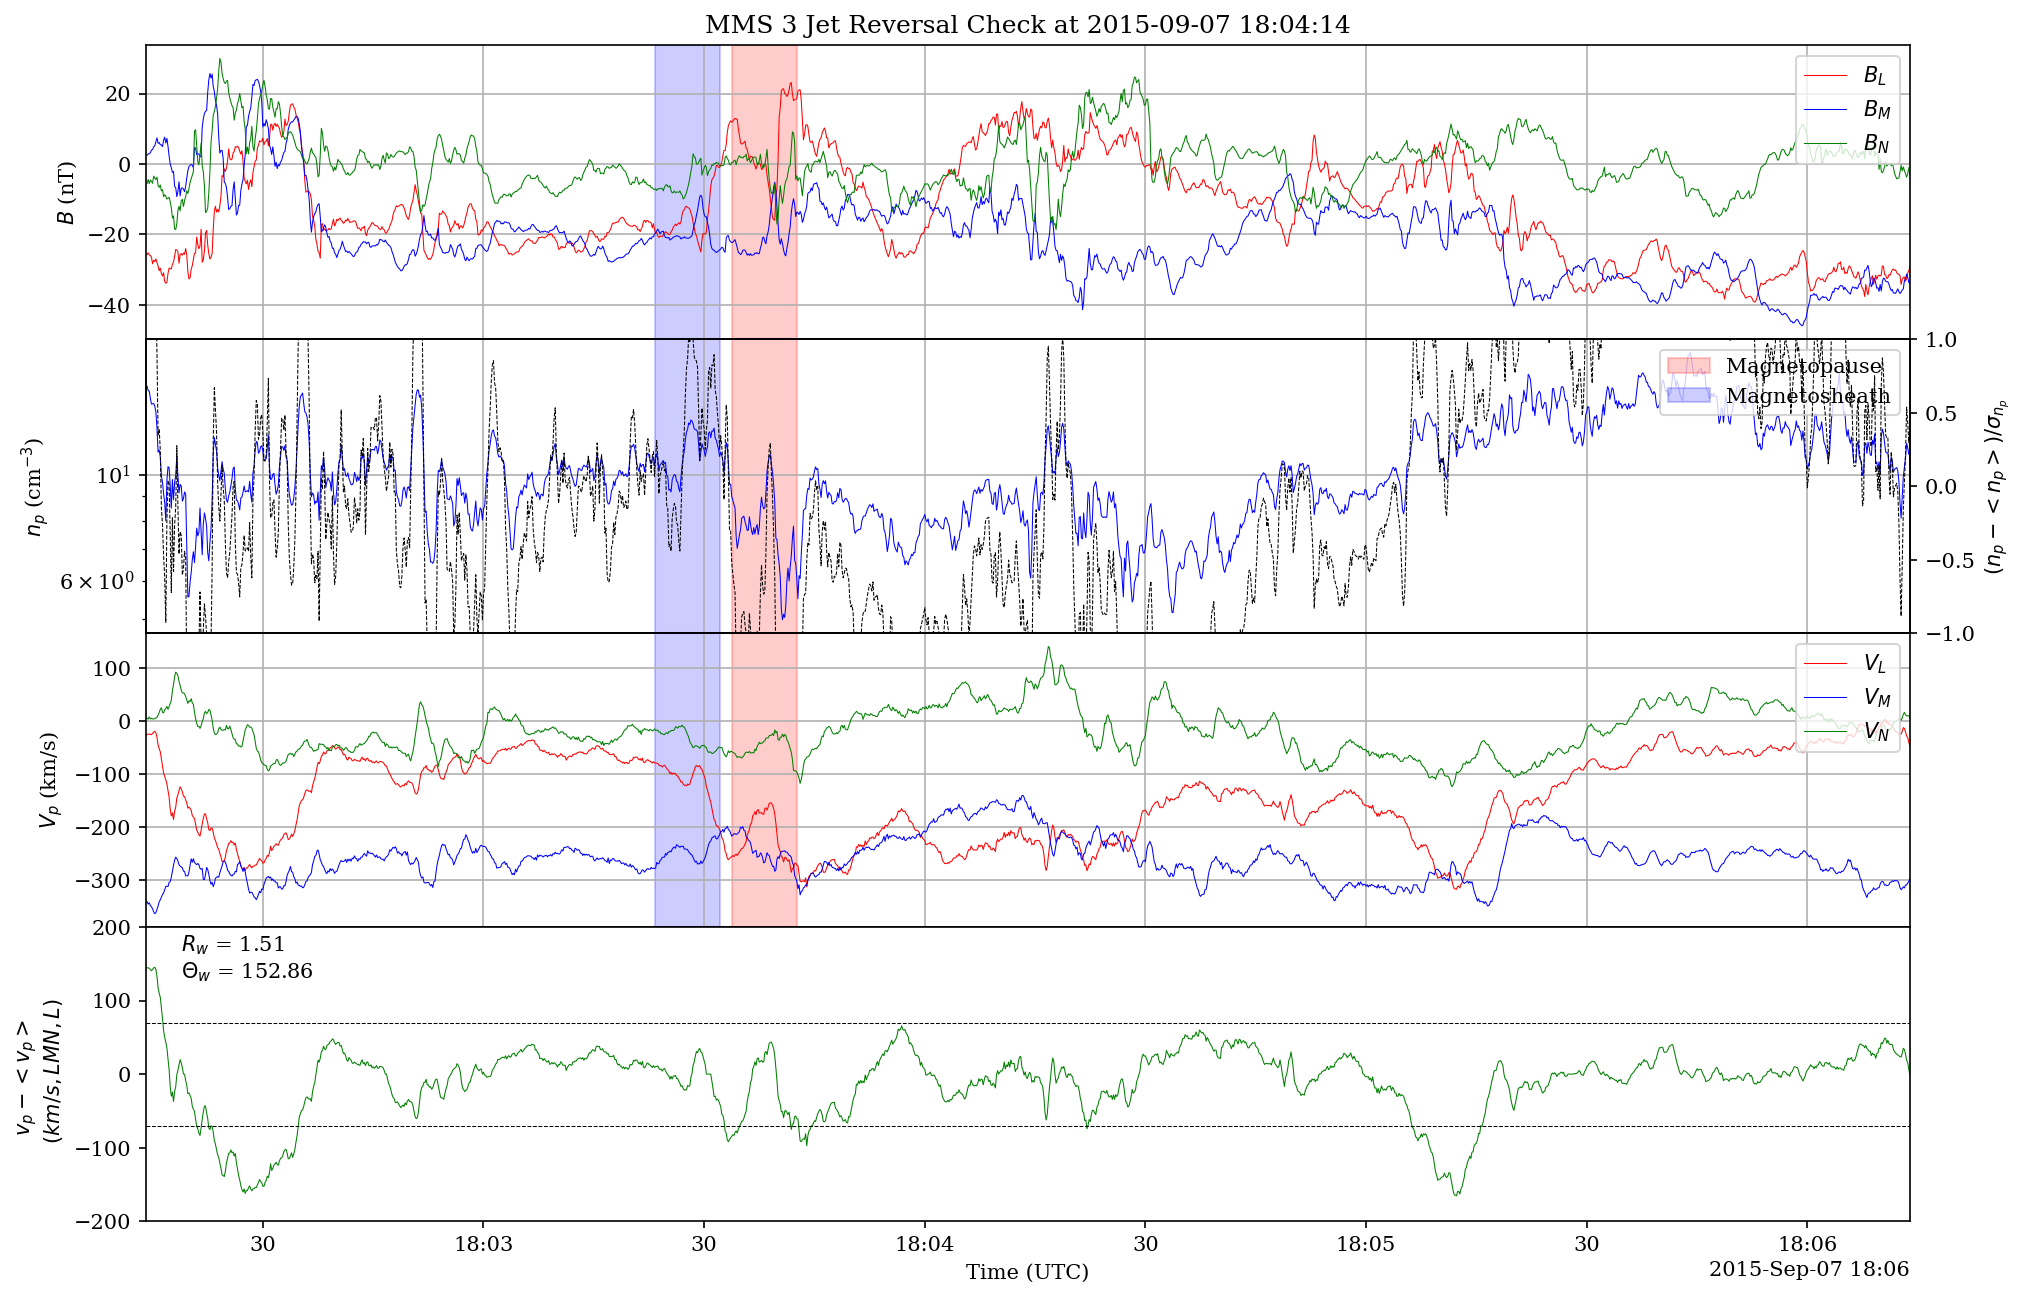 MMS 3 Jet Reversal Check at 2015-09-07 18:04:14
B (nT)
20
0
−20
−40
B_L
B_M
B_N
n_p (cm^{−3})
10^1
6 × 10^0
Magnetopause
Magnetosheath
1.0
0.5
0.0
−0.5
−1.0
(n_p − < n_p > )/σ_{n_p}
V_p (km/s)
100
0
−100
−200
−300
V_L
V_M
V_N
v_p − < v_p >
(km/s, LMN, L)
200
100
0
−100
−200
R_w = 1.51
Θ_w = 152.86
30
18:03
30
18:04
30
18:05
30
18:06
Time (UTC)
2015-Sep-07 18:06